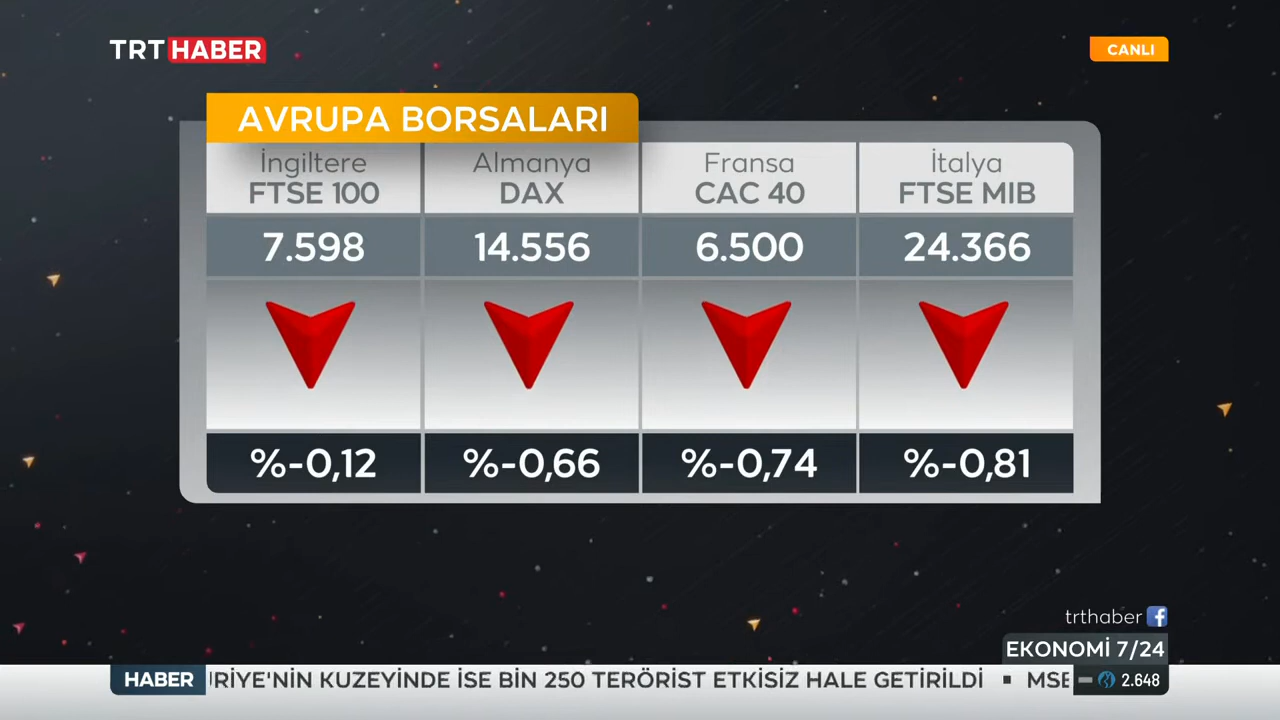 TRT HABER
CANLI
AVRUPA BORSALARI
İngiltere
FTSE 100
Almanya
DAX
Fransa
CAC 40
İtalya
FTSE MIB
7.598
14.556
6.500
24.366
%-0,12
%-0,66
%-0,74
%-0,81
trthaber
EKONOMİ 7/24
HABER
RİYE'NİN KUZEYİNDE İSE BİN 250 TERÖRİST ETKİSİZ HALE GETİRİLDİ ▪ MSB
2.648